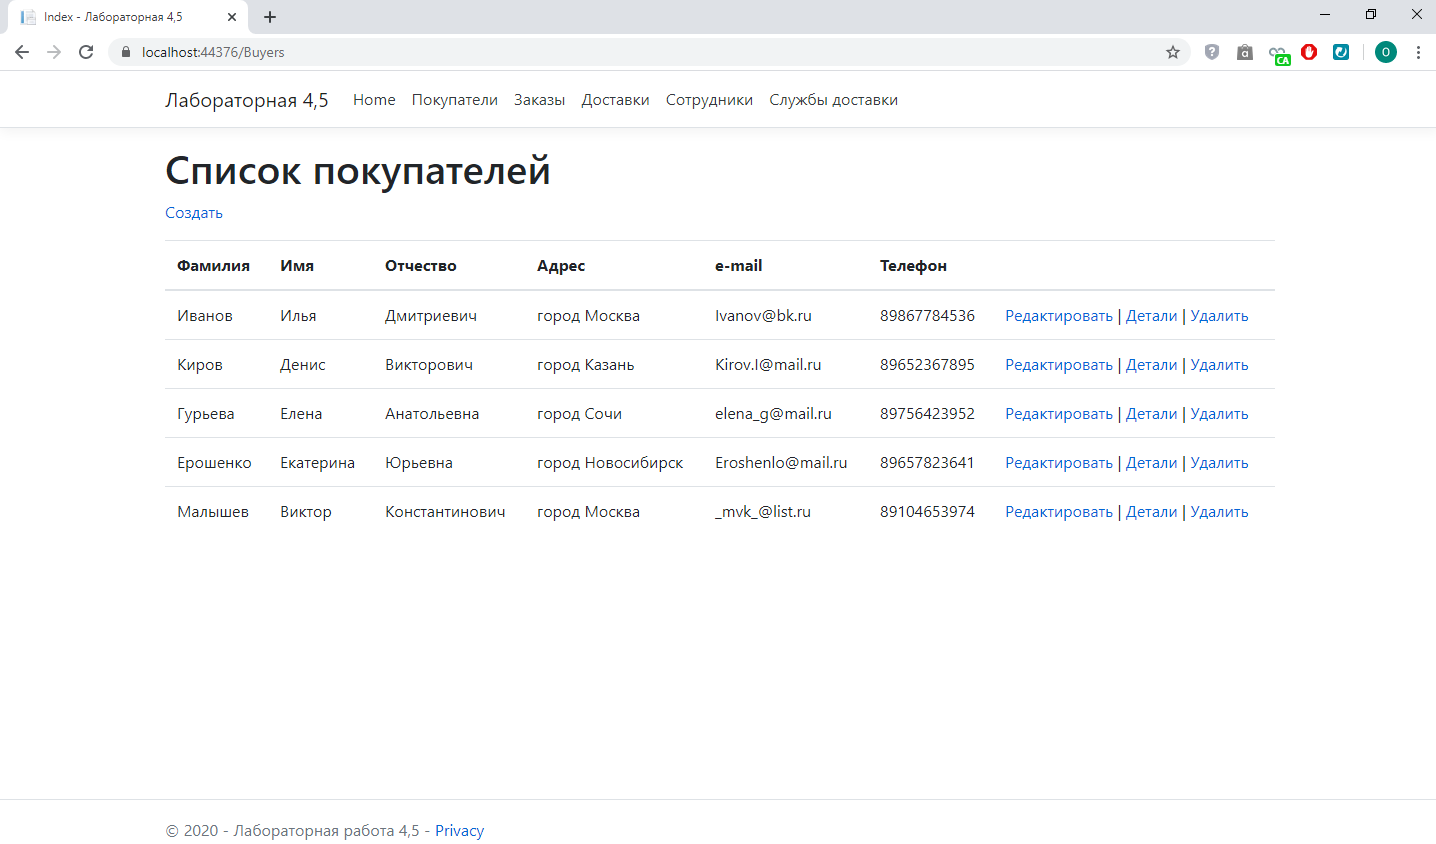 Index - Лабораторная 4,5
localhost:44376/Buyers
CA
O
Лабораторная 4,5 Home Покупатели Заказы Доставки Сотрудники Службы доставки
Список покупателей
Создать
Фамилия Имя Отчество Адрес e-mail Телефон
Иванов Илья Дмитриевич город Москва Ivanov@bk.ru 89867784536 Редактировать | Детали | Удалить
Киров Денис Викторович город Казань Kirov.I@mail.ru 89652367895 Редактировать | Детали | Удалить
Гурьева Елена Анатольевна город Сочи elena_g@mail.ru 89756423952 Редактировать | Детали | Удалить
Ерошенко Екатерина Юрьевна город Новосибирск Eroshenlo@mail.ru 89657823641 Редактировать | Детали | Удалить
Малышев Виктор Константинович город Москва _mvk_@list.ru 89104653974 Редактировать | Детали | Удалить
© 2020 - Лабораторная работа 4,5 - Privacy